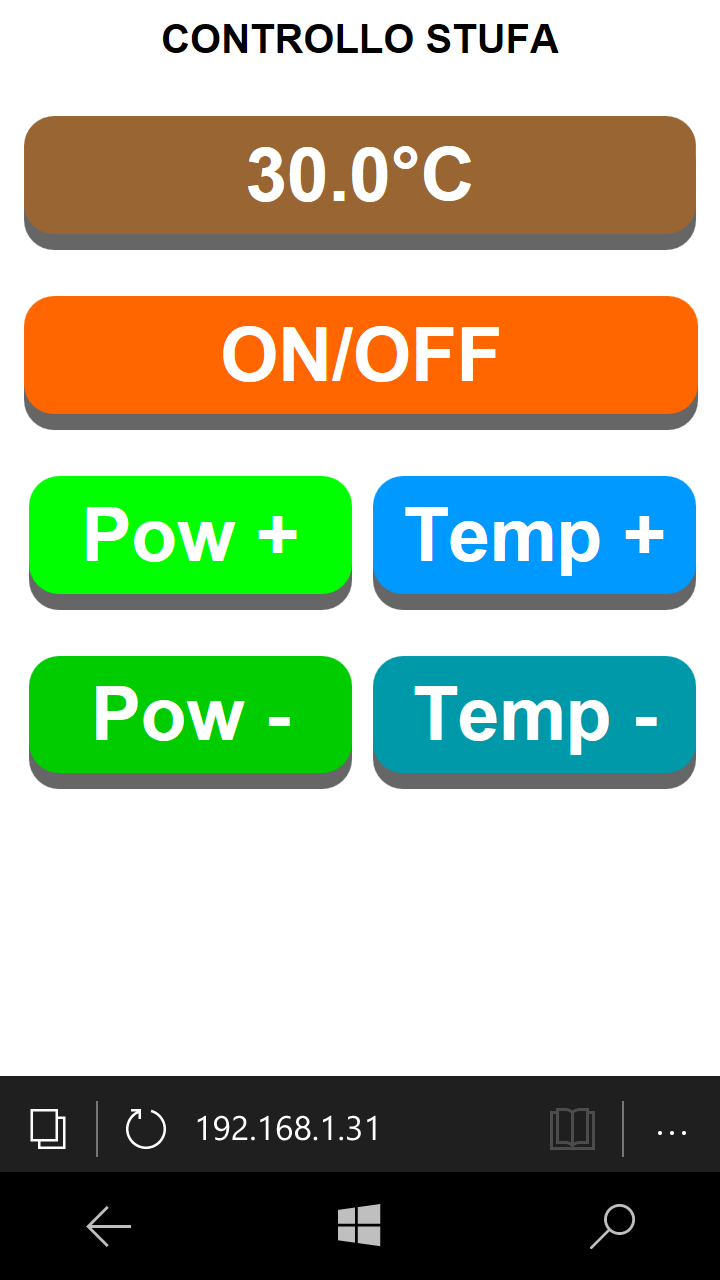 CONTROLLO STUFA
30.0°C
ON/OFF
Pow + Temp +
Pow - Temp -
192.168.1.31